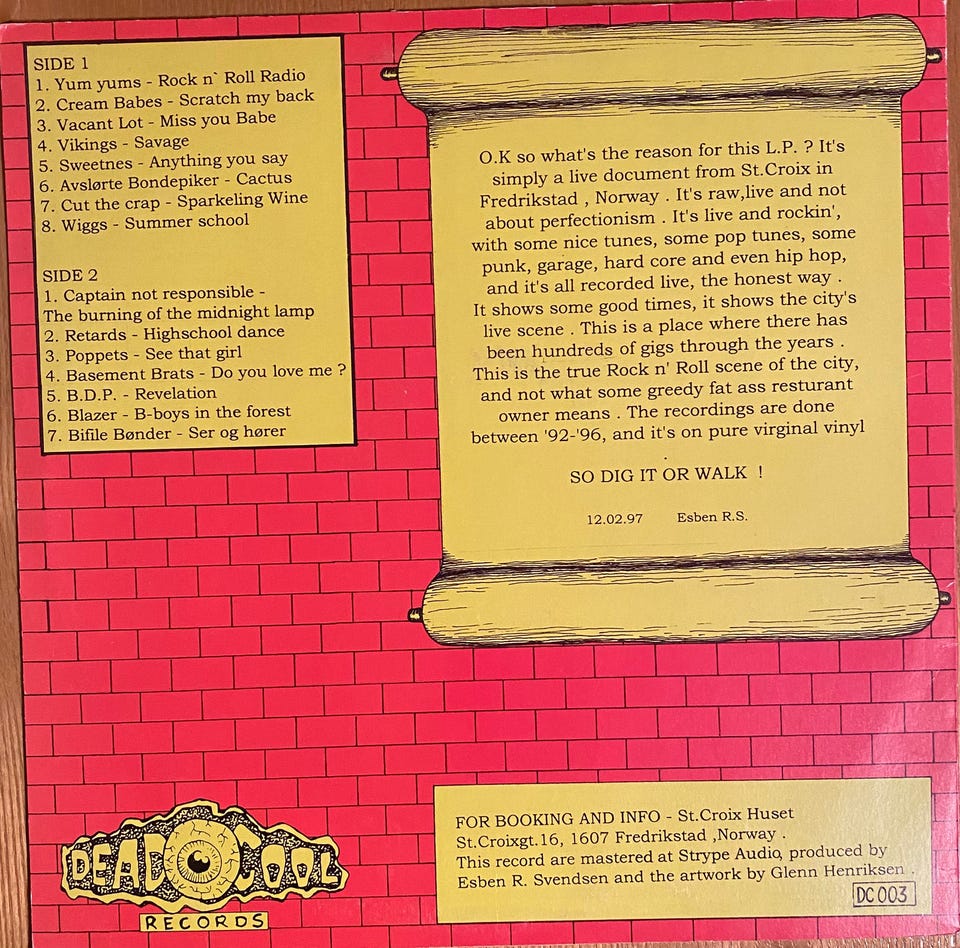 SIDE 1
1. Yum yums - Rock n` Roll Radio
2. Cream Babes - Scratch my back
3. Vacant Lot - Miss you Babe
4. Vikings - Savage
5. Sweetnes - Anything you say
6. Avslørte Bondepiker - Cactus
7. Cut the crap - Sparkeling Wine
8. Wiggs - Summer school
SIDE 2
1. Captain not responsible -
The burning of the midnight lamp
2. Retards - Highschool dance
3. Poppets - See that girl
4. Basement Brats - Do you love me ?
5. B.D.P. - Revelation
6. Blazer - B-boys in the forest
7. Bifile Bønder - Ser og hører
O.K so what's the reason for this L.P. ? It's
simply a live document from St.Croix in
Fredrikstad , Norway . It's raw,live and not
about perfectionism . It's live and rockin',
with some nice tunes, some pop tunes, some
punk, garage, hard core and even hip hop,
and it's all recorded live, the honest way .
It shows some good times, it shows the city's
live scene . This is a place where there has
been hundreds of gigs through the years .
This is the true Rock n' Roll scene of the city,
and not what some greedy fat ass resturant
owner means . The recordings are done
between '92-'96, and it's on pure virginal vinyl
SO DIG IT OR WALK !
12.02.97 Esben R.S.
DEAD COOL
RECORDS
FOR BOOKING AND INFO - St.Croix Huset
St.Croixgt.16, 1607 Fredrikstad ,Norway .
This record are mastered at Strype Audio, produced by
Esben R. Svendsen and the artwork by Glenn Henriksen .
DC 003